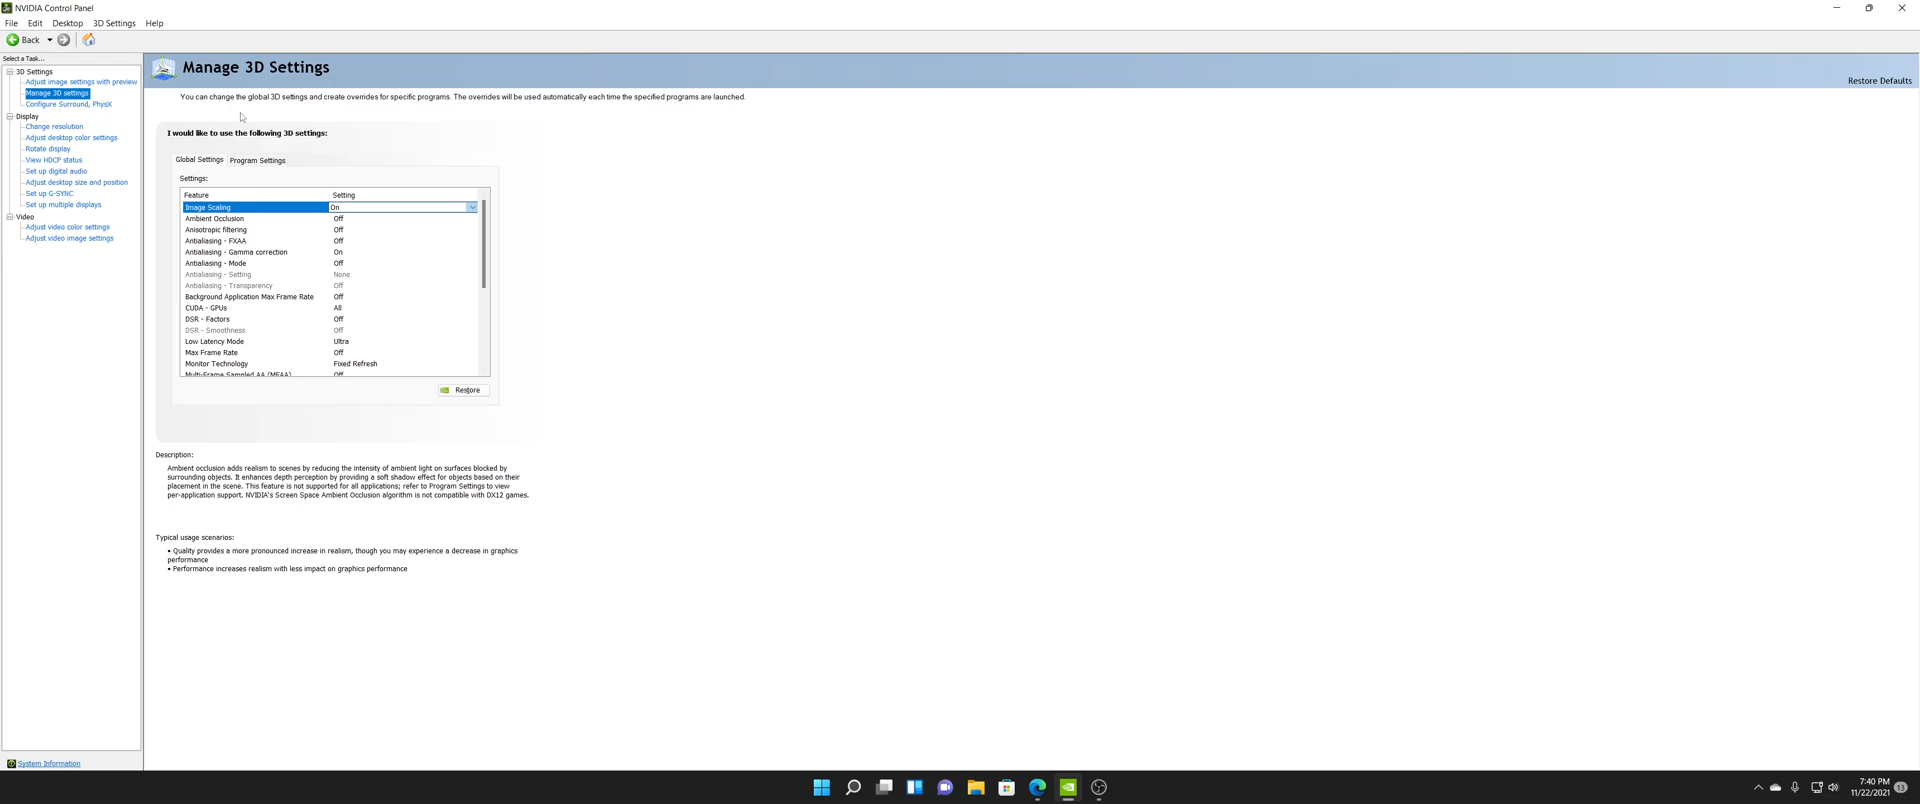 NVIDIA Control Panel
File Edit Desktop 3D Settings Help
Back
Select a Task...
3D Settings
Adjust image settings with preview
Manage 3D settings
Configure Surround, PhysX
Display
Change resolution
Adjust desktop color settings
Rotate display
View HDCP status
Set up digital audio
Adjust desktop size and position
Set up G-SYNC
Set up multiple displays
Video
Adjust video color settings
Adjust video image settings
System Information
Manage 3D Settings
Restore Defaults
You can change the global 3D settings and create overrides for specific programs. The overrides will be used automatically each time the specified programs are launched.
I would like to use the following 3D settings:
Global Settings Program Settings
Settings:
Feature Setting
Image Scaling On
Ambient Occlusion Off
Anisotropic filtering Off
Antialiasing - FXAA Off
Antialiasing - Gamma correction On
Antialiasing - Mode Off
Antialiasing - Setting None
Antialiasing - Transparency Off
Background Application Max Frame Rate Off
CUDA - GPUs All
DSR - Factors Off
DSR - Smoothness Off
Low Latency Mode Ultra
Max Frame Rate Off
Monitor Technology Fixed Refresh
Multi-Frame Sampled AA (MFAA) Off
Restore
Description:
Ambient occlusion adds realism to scenes by reducing the intensity of ambient light on surfaces blocked by
surrounding objects. It enhances depth perception by providing a soft shadow effect for objects based on their
placement in the scene. This feature is not supported for all applications; refer to Program Settings to view
per-application support. NVIDIA's Screen Space Ambient Occlusion algorithm is not compatible with DX12 games.
Typical usage scenarios:
• Quality provides a more pronounced increase in realism, though you may experience a decrease in graphics
performance
• Performance increases realism with less impact on graphics performance
7:40 PM
11/22/2021
13